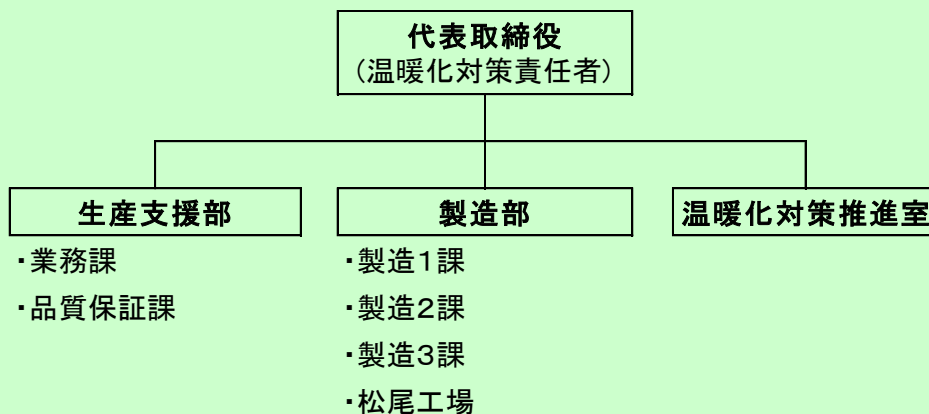 代表取締役
（温暖化対策責任者）
生産支援部
・業務課
・品質保証課
製造部
・製造１課
・製造２課
・製造３課
・松尾工場
温暖化対策推進室